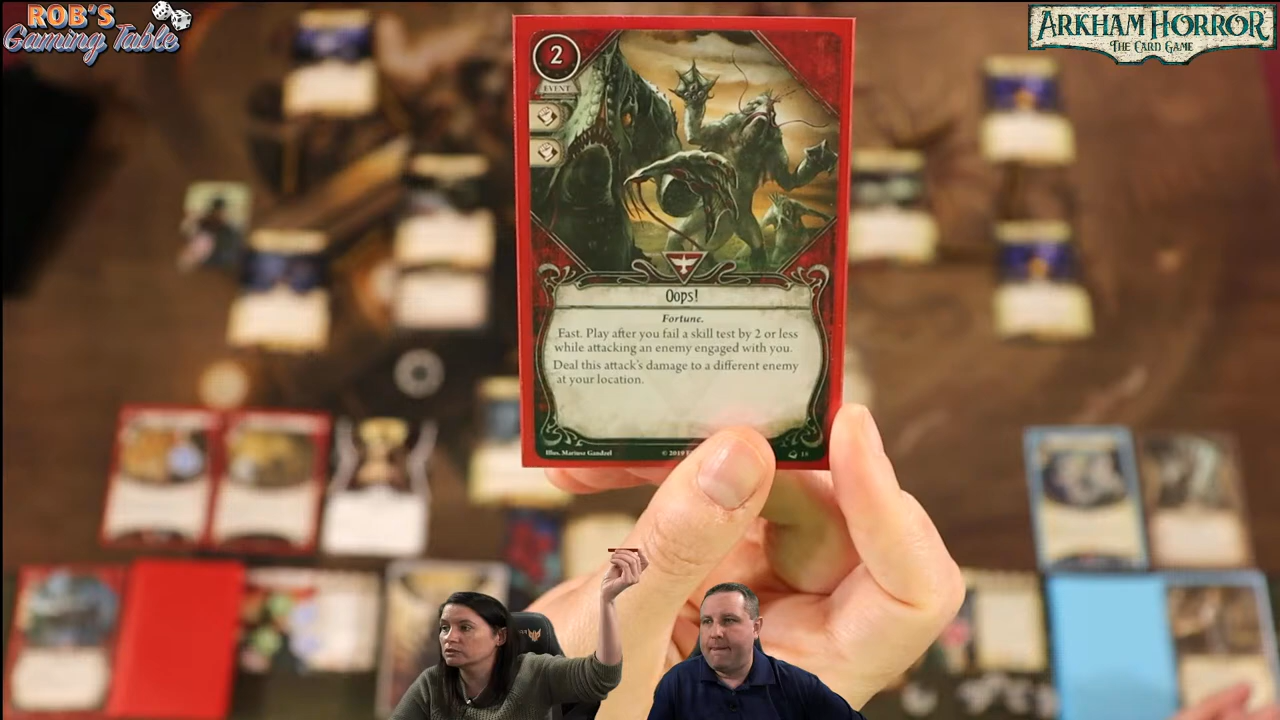 ROB'S
Gaming Table
ARKHAM HORROR
THE CARD GAME
2
EVENT
Oops!
Fortune.
Fast. Play after you fail a skill test by 2 or less
while attacking an enemy engaged with you.
Deal this attack's damage to a different enemy
at your location.
Illus. Mariusz Gandzel
© 2019